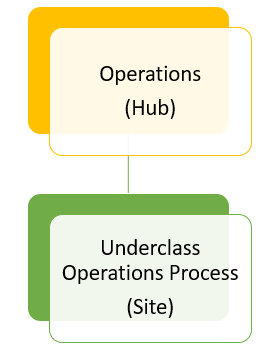 Operations
(Hub)
Underclass
Operations Process
(Site)